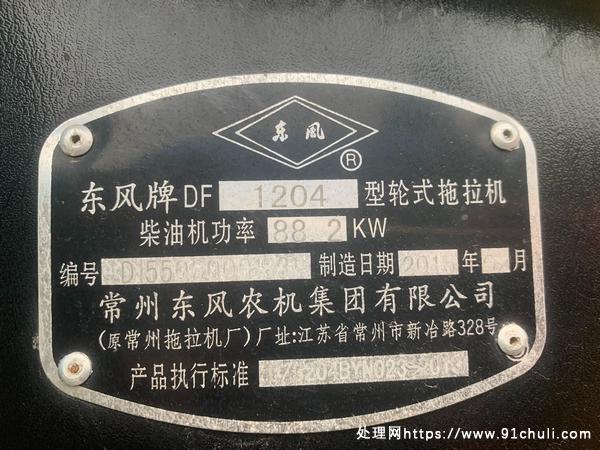 东风
®
东风牌DF 1204 型轮式拖拉机
柴油机功率 88.2 KW
编号 制造日期 年 月
常州东风农机集团有限公司
(原常州拖拉机厂)厂址:江苏省常州市新冶路328号
产品执行标准
处理网https://www.91chuli.com